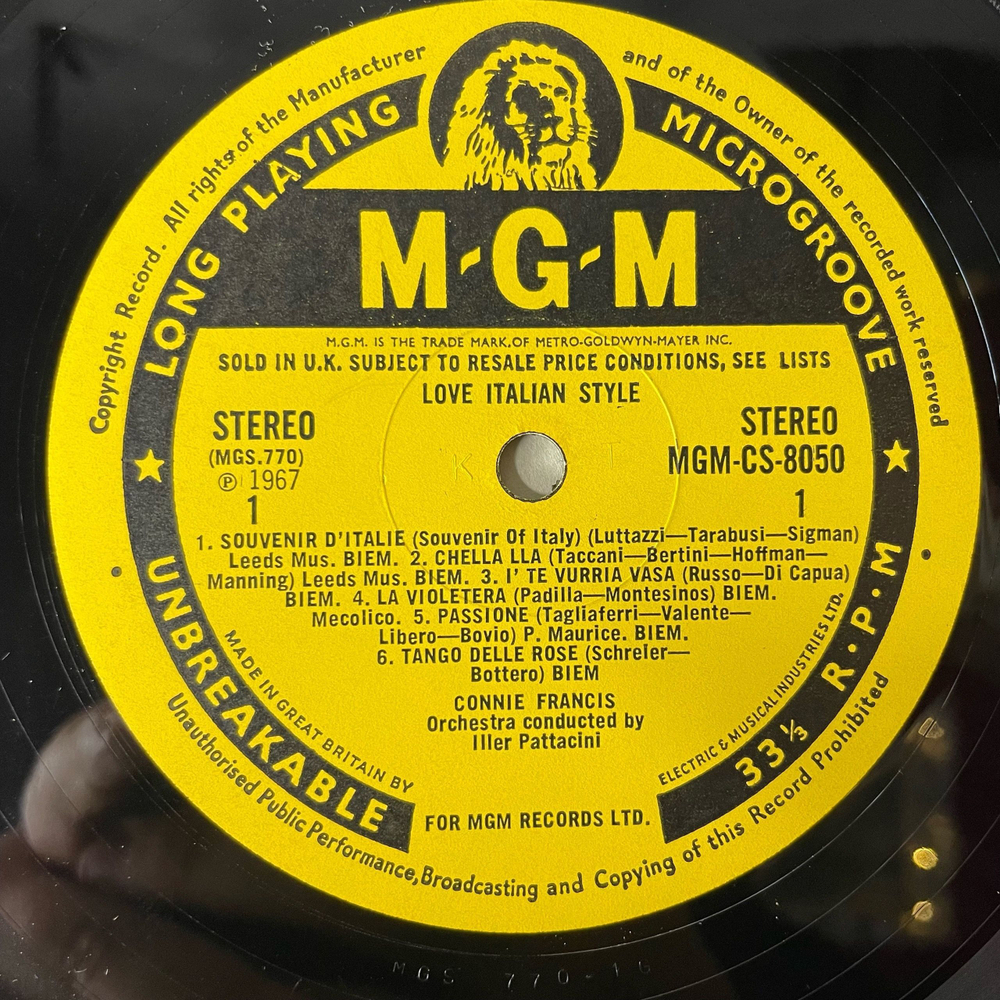 Copyright Record. All rights of the Manufacturer
and of the Owner of the recorded work reserved
LONG PLAYING
MICROGROOVE
M-G-M
M.G.M. IS THE TRADE MARK, OF METRO-GOLDWYN-MAYER INC.
SOLD IN U.K. SUBJECT TO RESALE PRICE CONDITIONS, SEE LISTS
LOVE ITALIAN STYLE
STEREO
(MGS.770)
℗ 1967
1
STEREO
MGM-CS-8050
1
K T
1. SOUVENIR D'ITALIE (Souvenir Of Italy) (Luttazzi—Tarabusi—Sigman)
Leeds Mus. BIEM. 2. CHELLA LLA (Taccani—Bertini—Hoffman—
Manning) Leeds Mus. BIEM. 3. I' TE VURRIA VASA (Russo—Di Capua)
BIEM. 4. LA VIOLETERA (Padilla—Montesinos) BIEM.
Mecolico. 5. PASSIONE (Tagliaferri—Valente—
Libero—Bovio) P. Maurice. BIEM.
6. TANGO DELLE ROSE (Schreier—
Bottero) BIEM
CONNIE FRANCIS
Orchestra conducted by
Iller Pattacini
UNBREAKABLE
33⅓ R.P.M
MADE IN GREAT BRITAIN BY
ELECTRIC & MUSICAL INDUSTRIES LTD.
FOR MGM RECORDS LTD.
Unauthorised Public Performance, Broadcasting and Copying of this Record Prohibited
MGS 770-1G